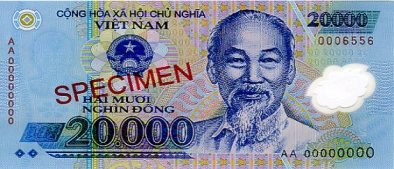 CỘNG HÒA XÃ HỘI CHỦ NGHĨA
VIỆT NAM
20000
0006556
AA 00000000
SPECIMEN
HAI MƯƠI
NGHÌN ĐỒNG
20.000
AA 00000000